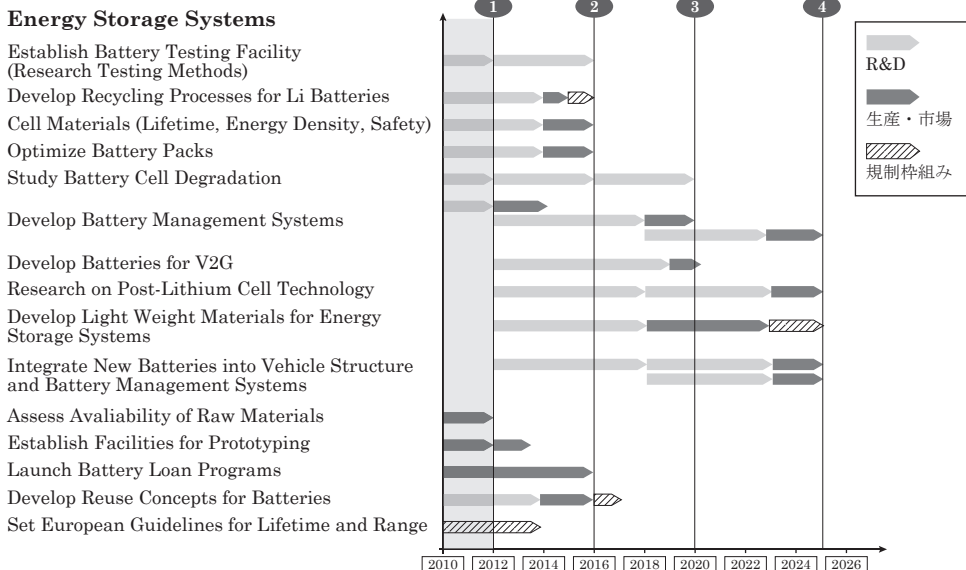 Energy Storage Systems
1 2 3 4
Establish Battery Testing Facility
(Research Testing Methods)
Develop Recycling Processes for Li Batteries
Cell Materials (Lifetime, Energy Density, Safety)
Optimize Battery Packs
Study Battery Cell Degradation
Develop Battery Management Systems
Develop Batteries for V2G
Research on Post-Lithium Cell Technology
Develop Light Weight Materials for Energy
Storage Systems
Integrate New Batteries into Vehicle Structure
and Battery Management Systems
Assess Avaliability of Raw Materials
Establish Facilities for Prototyping
Launch Battery Loan Programs
Develop Reuse Concepts for Batteries
Set European Guidelines for Lifetime and Range
2010 2012 2014 2016 2018 2020 2022 2024 2026
R&D
生産・市場
規制枠組み